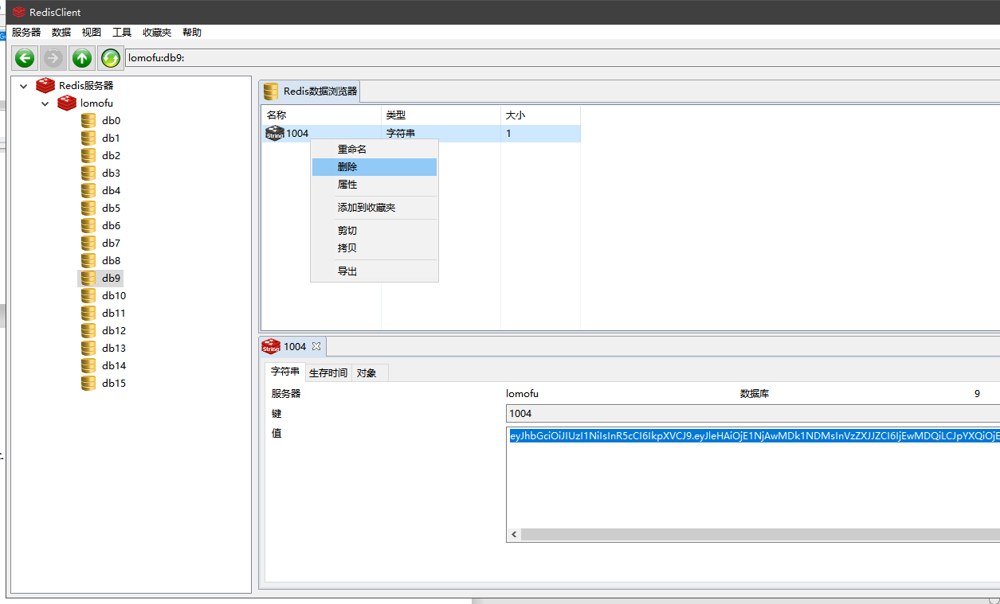 RedisClient
服务器 数据 视图 工具 收藏夹 帮助
lomofu:db9:
Redis服务器
lomofu
db0
db1
db2
db3
db4
db5
db6
db7
db8
db9
db10
db11
db12
db13
db14
db15
Redis数据浏览器
名称 类型 大小
String 1004 字符串 1
重命名
删除
属性
添加到收藏夹
剪切
拷贝
导出
String 1004
字符串 生存时间 对象
服务器 lomofu 数据库 9
键 1004
值 eyJhbGciOiJIUzI1NiIsInR5cCI6IkpXVCJ9.eyJleHAiOjE1NjAwMDk1NDMsInVzZXJJZCI6IjEwMDQiLCJpYXQiOjE